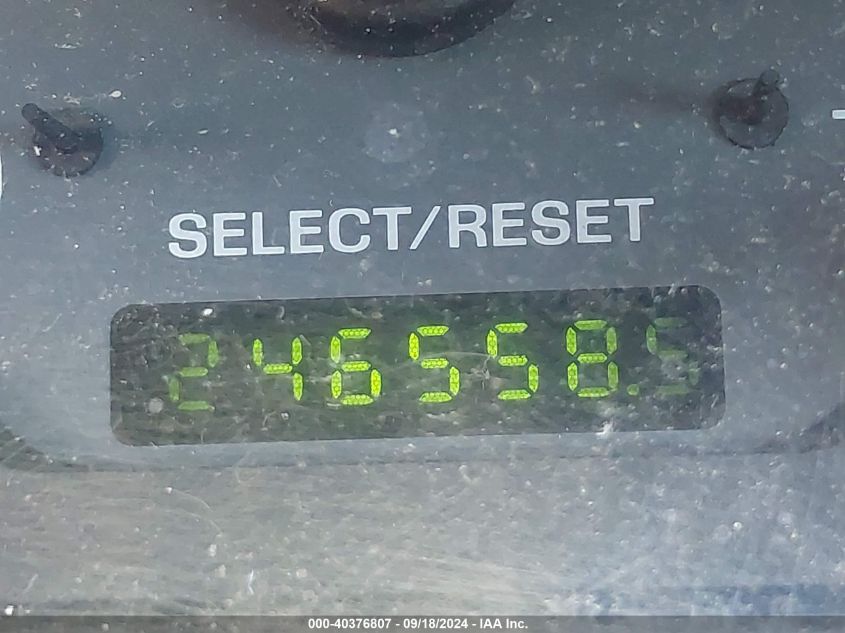 SELECT/RESET
246558.5
000-40376807 - 09/18/2024 - IAA Inc.